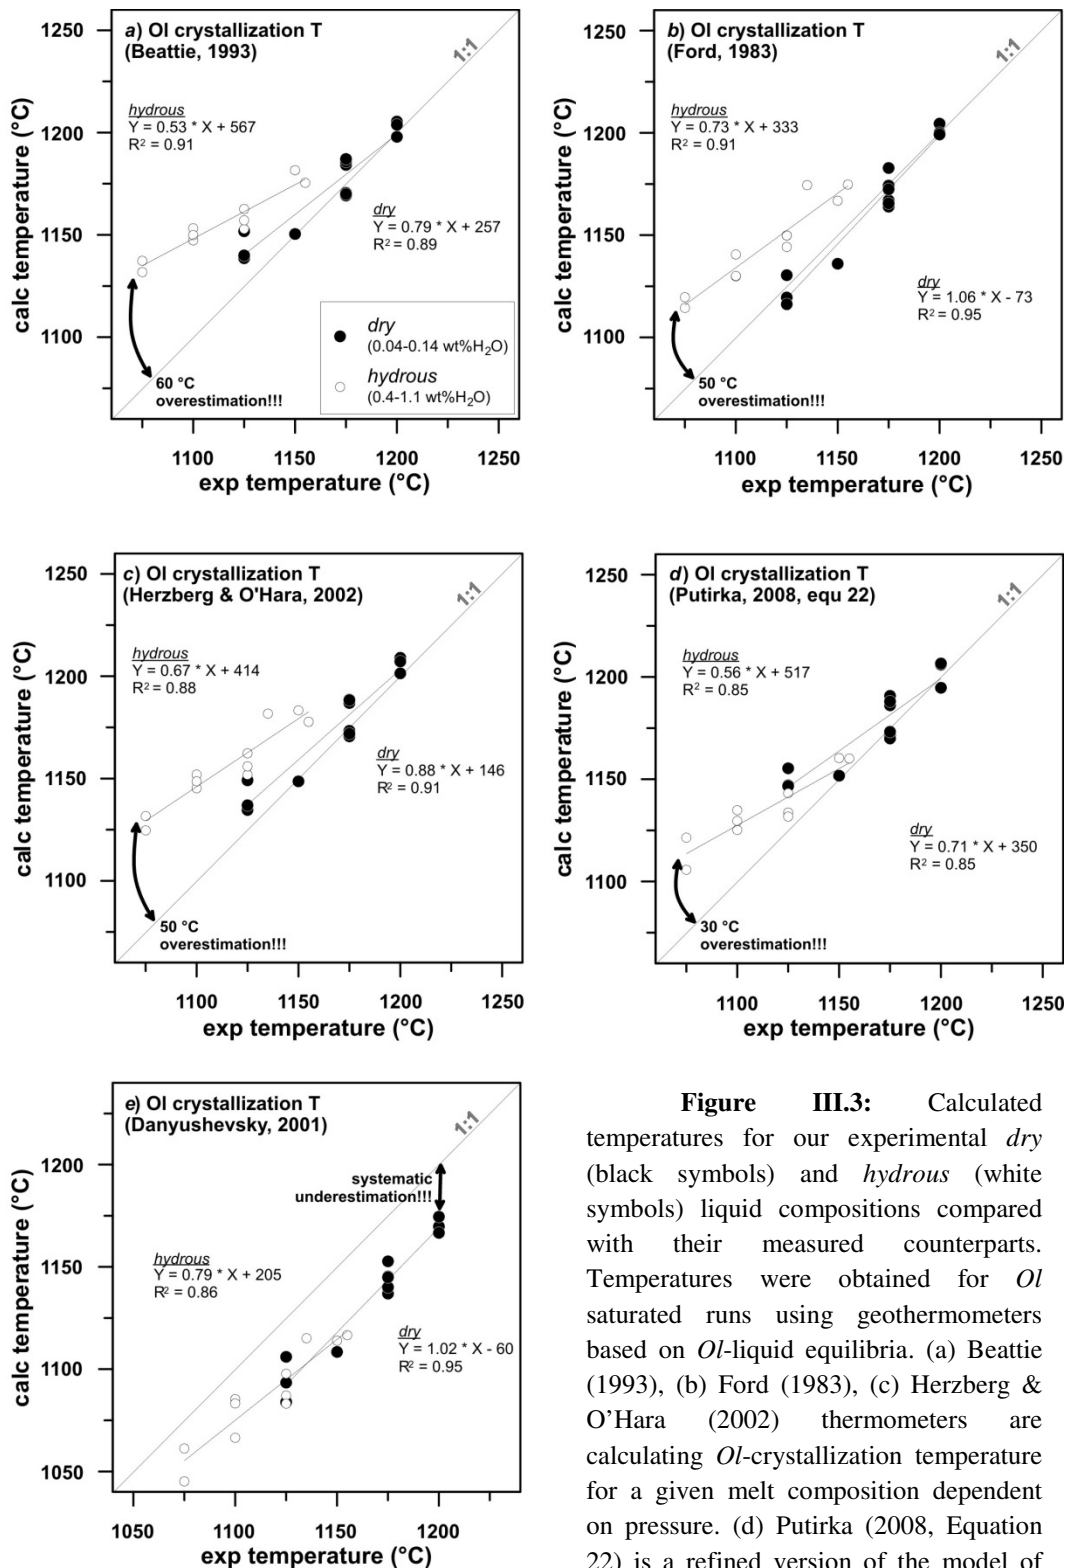 a) Ol crystallization T
(Beattie, 1993)
1:1
hydrous
Y = 0.53 * X + 567
R² = 0.91
dry
Y = 0.79 * X + 257
R² = 0.89
dry
(0.04-0.14 wt%H₂O)
hydrous
(0.4-1.1 wt%H₂O)
60 °C
overestimation!!!
1250
1200
1150
1100
calc temperature (°C)
1100 1150 1200 1250
exp temperature (°C)
b) Ol crystallization T
(Ford, 1983)
1:1
hydrous
Y = 0.73 * X + 333
R² = 0.91
dry
Y = 1.06 * X - 73
R² = 0.95
50 °C
overestimation!!!
1250
1200
1150
1100
calc temperature (°C)
1100 1150 1200 1250
exp temperature (°C)
c) Ol crystallization T
(Herzberg & O'Hara, 2002)
1:1
hydrous
Y = 0.67 * X + 414
R² = 0.88
dry
Y = 0.88 * X + 146
R² = 0.91
50 °C
overestimation!!!
1250
1200
1150
1100
calc temperature (°C)
1100 1150 1200 1250
exp temperature (°C)
d) Ol crystallization T
(Putirka, 2008, equ 22)
1:1
hydrous
Y = 0.56 * X + 517
R² = 0.85
dry
Y = 0.71 * X + 350
R² = 0.85
30 °C
overestimation!!!
1250
1200
1150
1100
calc temperature (°C)
1100 1150 1200 1250
exp temperature (°C)
e) Ol crystallization T
(Danyushevsky, 2001)
1:1
systematic
underestimation!!!
hydrous
Y = 0.79 * X + 205
R² = 0.86
dry
Y = 1.02 * X - 60
R² = 0.95
1200
1150
1100
1050
calc temperature (°C)
1050 1100 1150 1200
exp temperature (°C)
Figure III.3: Calculated
temperatures for our experimental dry
(black symbols) and hydrous (white
symbols) liquid compositions compared
with their measured counterparts.
Temperatures were obtained for Ol
saturated runs using geothermometers
based on Ol-liquid equilibria. (a) Beattie
(1993), (b) Ford (1983), (c) Herzberg &
O'Hara (2002) thermometers are
calculating Ol-crystallization temperature
for a given melt composition dependent
on pressure. (d) Putirka (2008, Equation
22) is a refined version of the model of